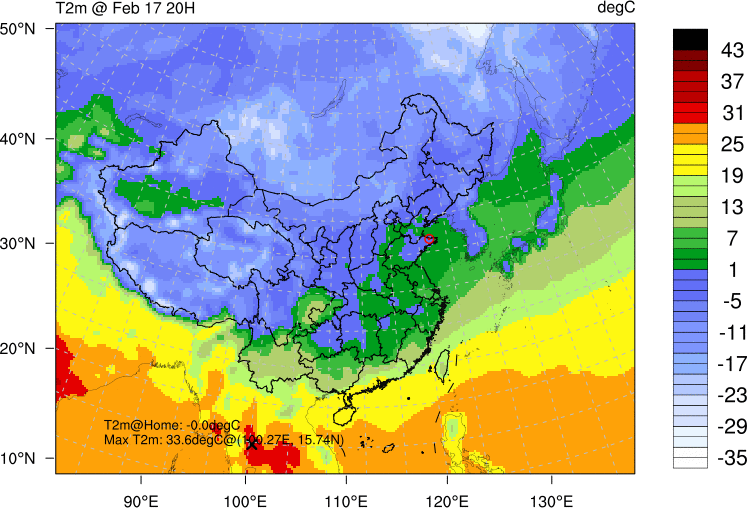 T2m @ Feb 17 20H
degC
50°N
40°N
30°N
20°N
10°N
T2m@Home: -0.0degC
Max T2m: 33.6degC@(100.27E, 15.74N)
90°E
100°E
110°E
120°E
130°E
43
37
31
25
19
13
7
1
-5
-11
-17
-23
-29
-35